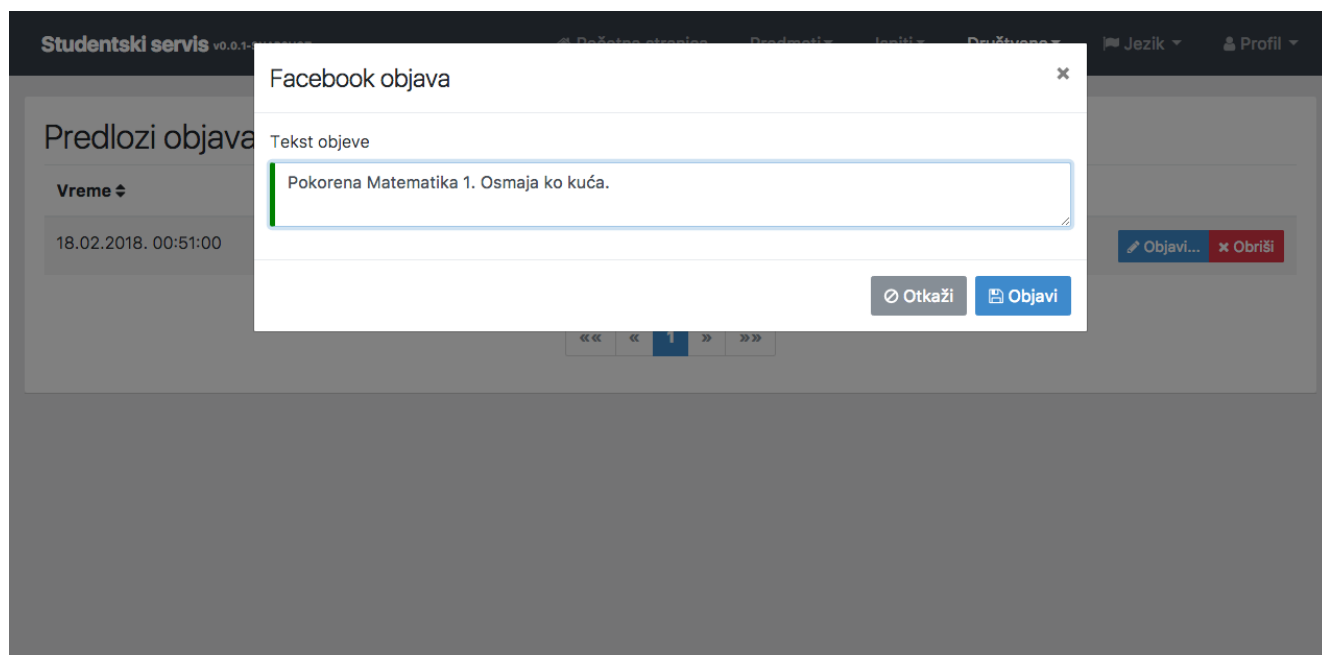 Studentski servis v0.0.1-
Jezik
Profil
Facebook objava
×
Predlozi objava
Tekst objeve
Pokorena Matematika 1. Osmaja ko kuća.
Vreme
18.02.2018. 00:51:00
Objavi...
Obriši
Otkaži
Objavi
«« « 1 » »»